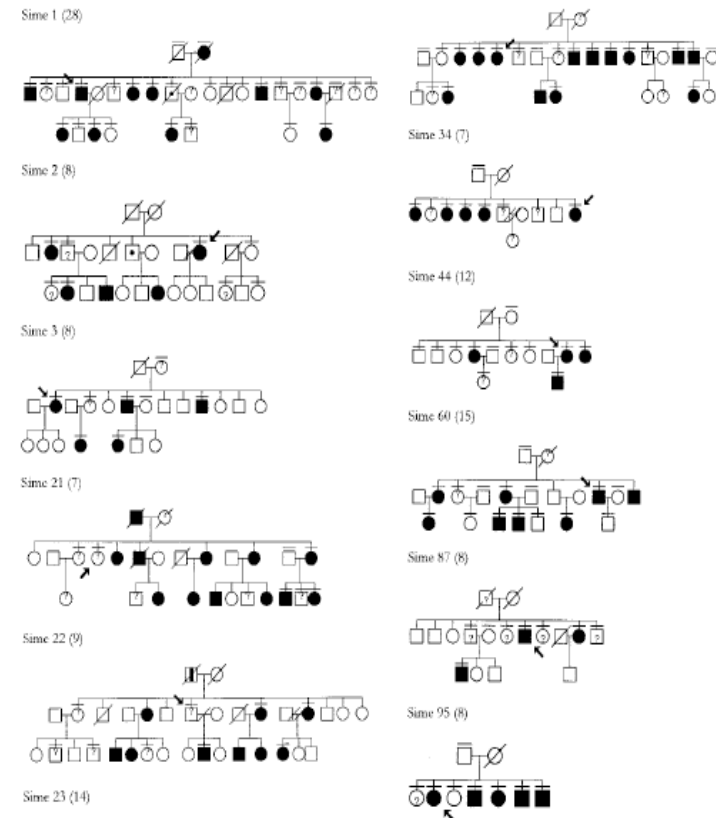 Sime 1 (28)
Sime 2 (8)
Sime 3 (8)
Sime 21 (7)
Sime 22 (9)
Sime 23 (14)
Sime 34 (7)
Sime 44 (12)
Sime 60 (15)
Sime 87 (8)
Sime 95 (8)